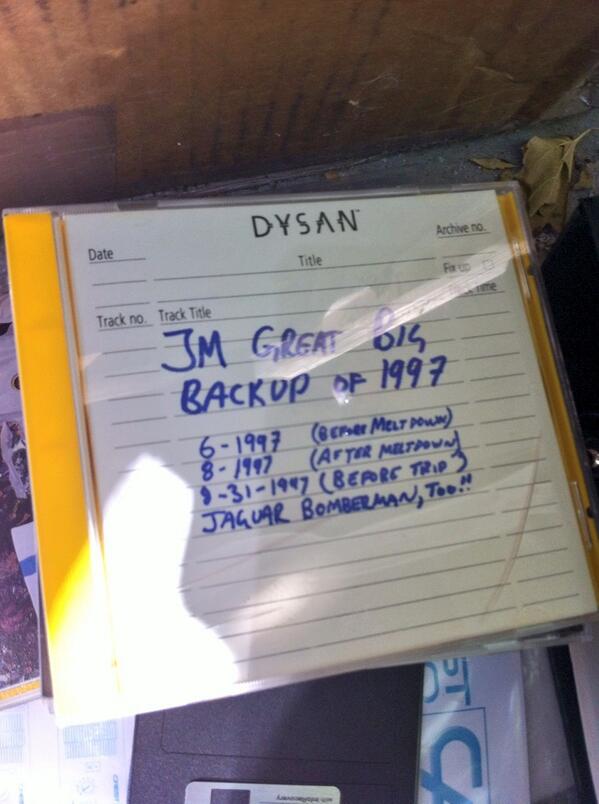 DYSAN
Date
Title
Archive no.
Fix up
Track no.
Track Title
Time
JM GREAT BIG
BACKUP OF 1997
6-1997 (BEFORE MELTDOWN)
8-1997 (AFTER MELTDOWN)
8-31-1997 (BEFORE TRIP)
JAGUAR BOMBERMAN, TOO!!